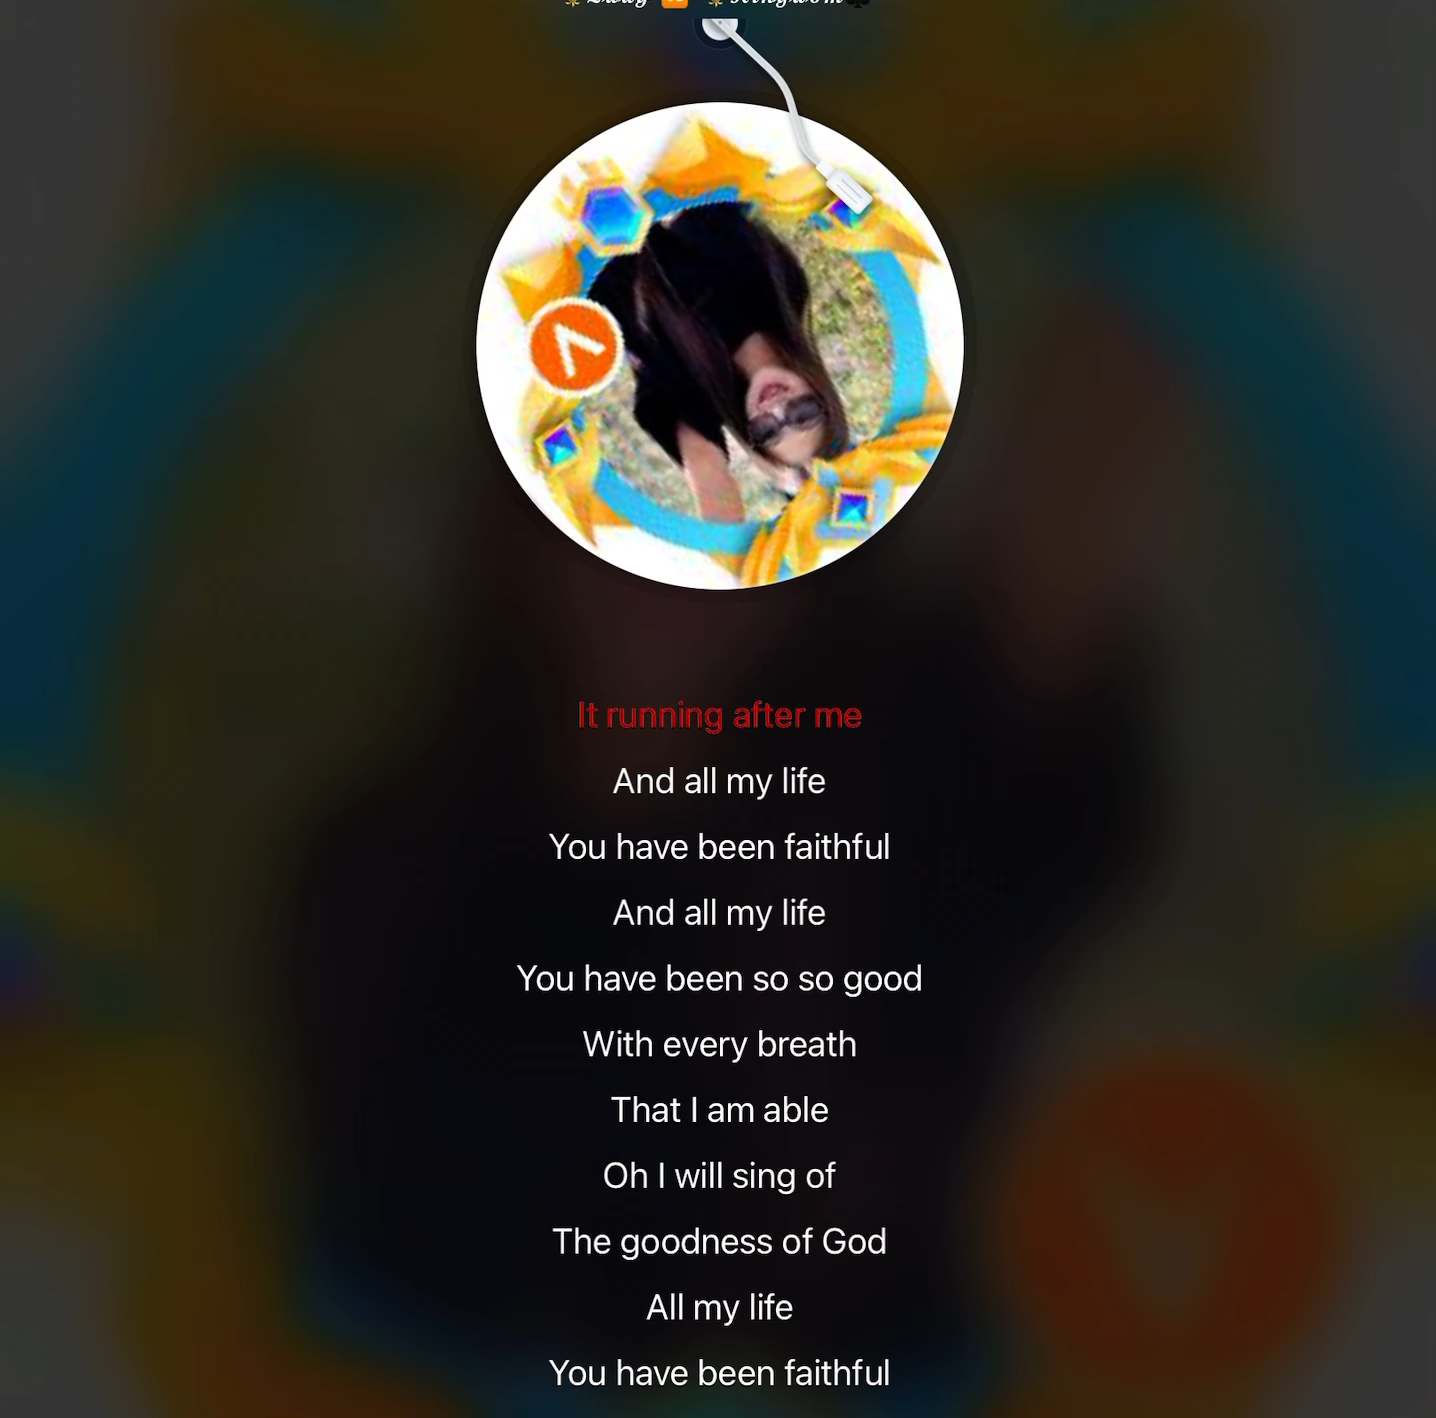 It running after me
And all my life
You have been faithful
And all my life
You have been so so good
With every breath
That I am able
Oh I will sing of
The goodness of God
All my life
You have been faithful